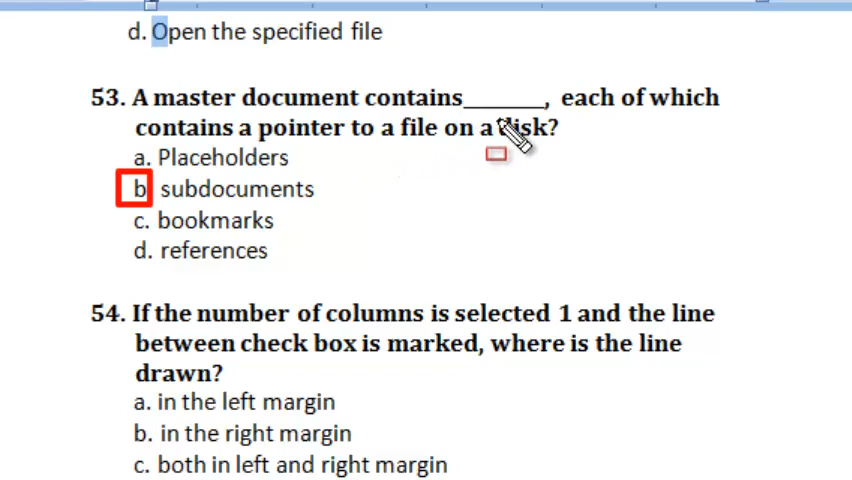 d. Open the specified file
53. A master document contains________, each of which
contains a pointer to a file on a disk?
a. Placeholders
b subdocuments
c. bookmarks
d. references
54. If the number of columns is selected 1 and the line
between check box is marked, where is the line
drawn?
a. in the left margin
b. in the right margin
c. both in left and right margin